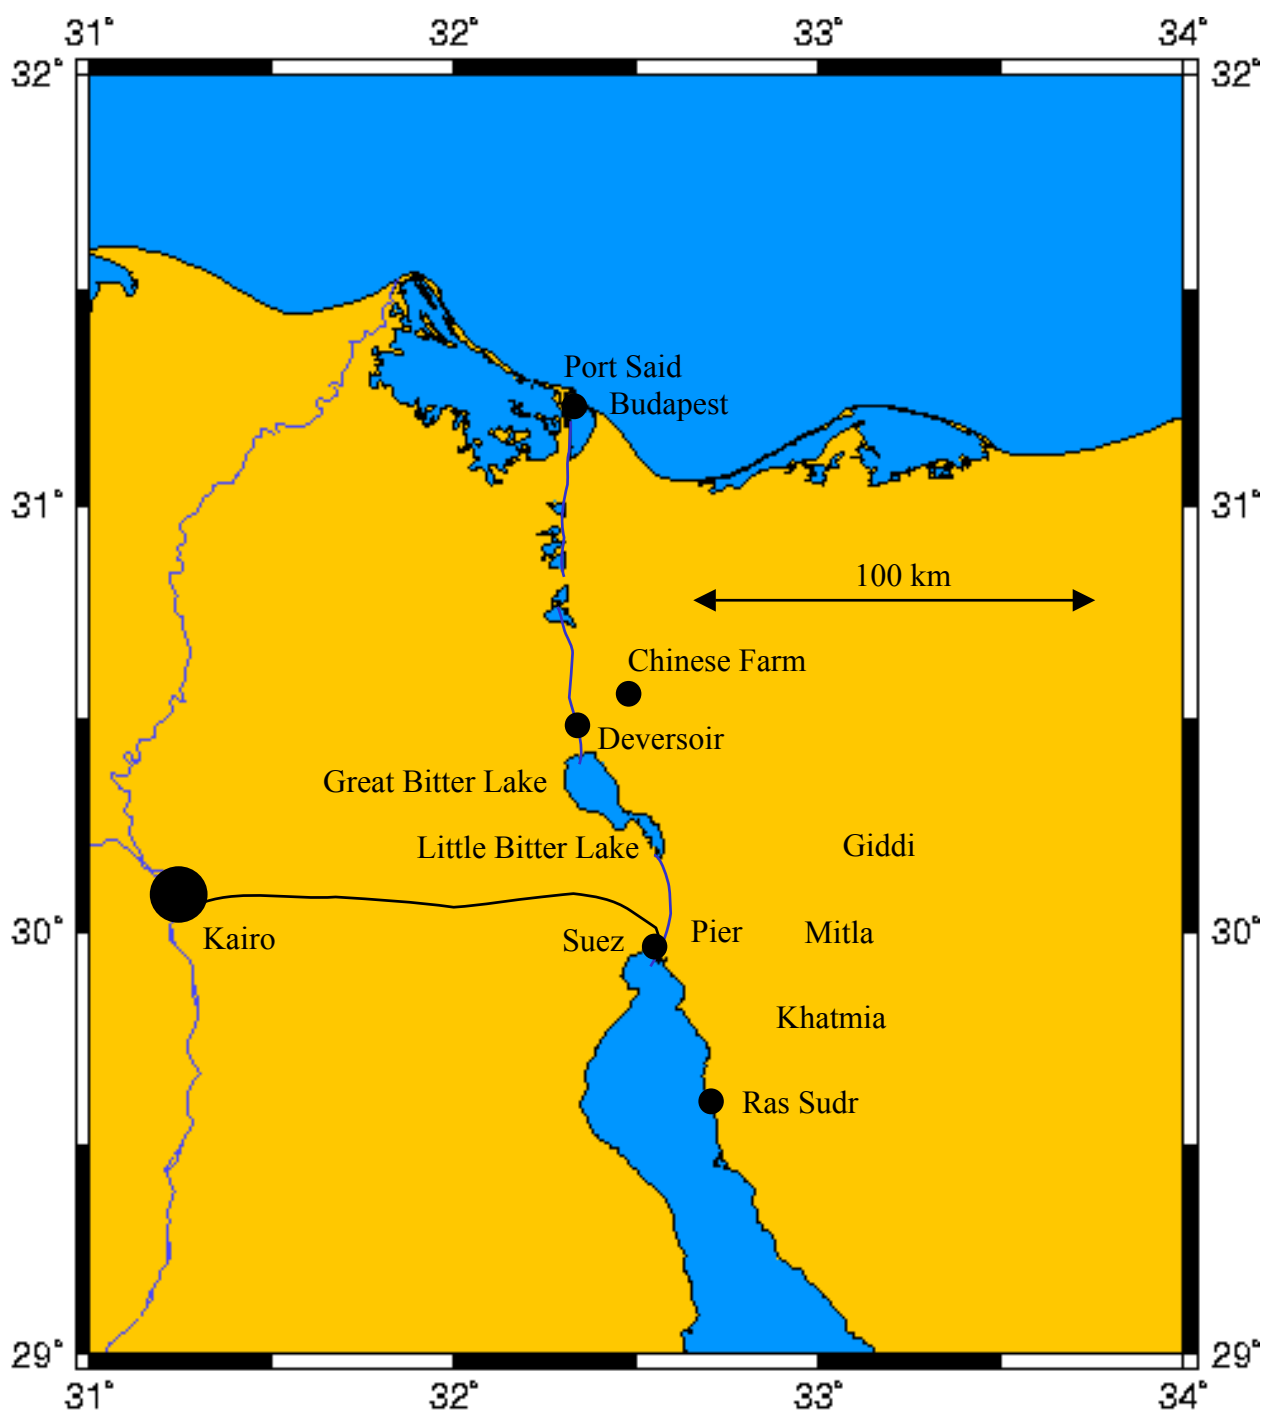 31°
32°
33°
34°
32°
32°
Port Said
Budapest
31°
31°
100 km
Chinese Farm
Deversoir
Great Bitter Lake
Little Bitter Lake
Giddi
30°
Kairo
Suez
Pier
Mitla
30°
Khatmia
Ras Sudr
29°
29°
31°
32°
33°
34°